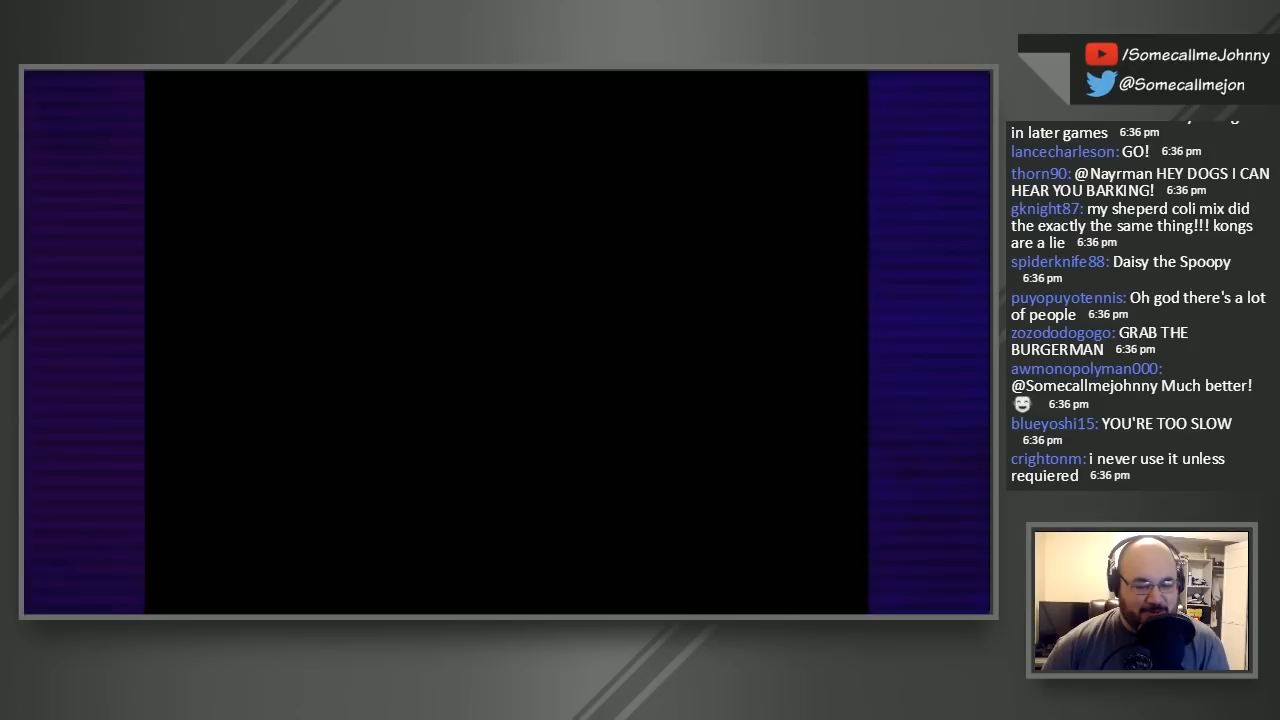 /SomecallmeJohnny
@Somecallmejon
in later games 6:36 pm
lancecharleson: GO! 6:36 pm
thorn90: @Nayrman HEY DOGS I CAN
HEAR YOU BARKING! 6:36 pm
gknight87: my sheperd coli mix did
the exactly the same thing!!! kongs
are a lie 6:36 pm
spiderknife88: Daisy the Spoopy
6:36 pm
puyopuyotennis: Oh god there's a lot
of people 6:36 pm
zozododogogo: GRAB THE
BURGERMAN 6:36 pm
awmonopolyman000:
@Somecallmejohnny Much better!
6:36 pm
blueyoshi15: YOU'RE TOO SLOW
6:36 pm
crightonm: i never use it unless
requiered 6:36 pm